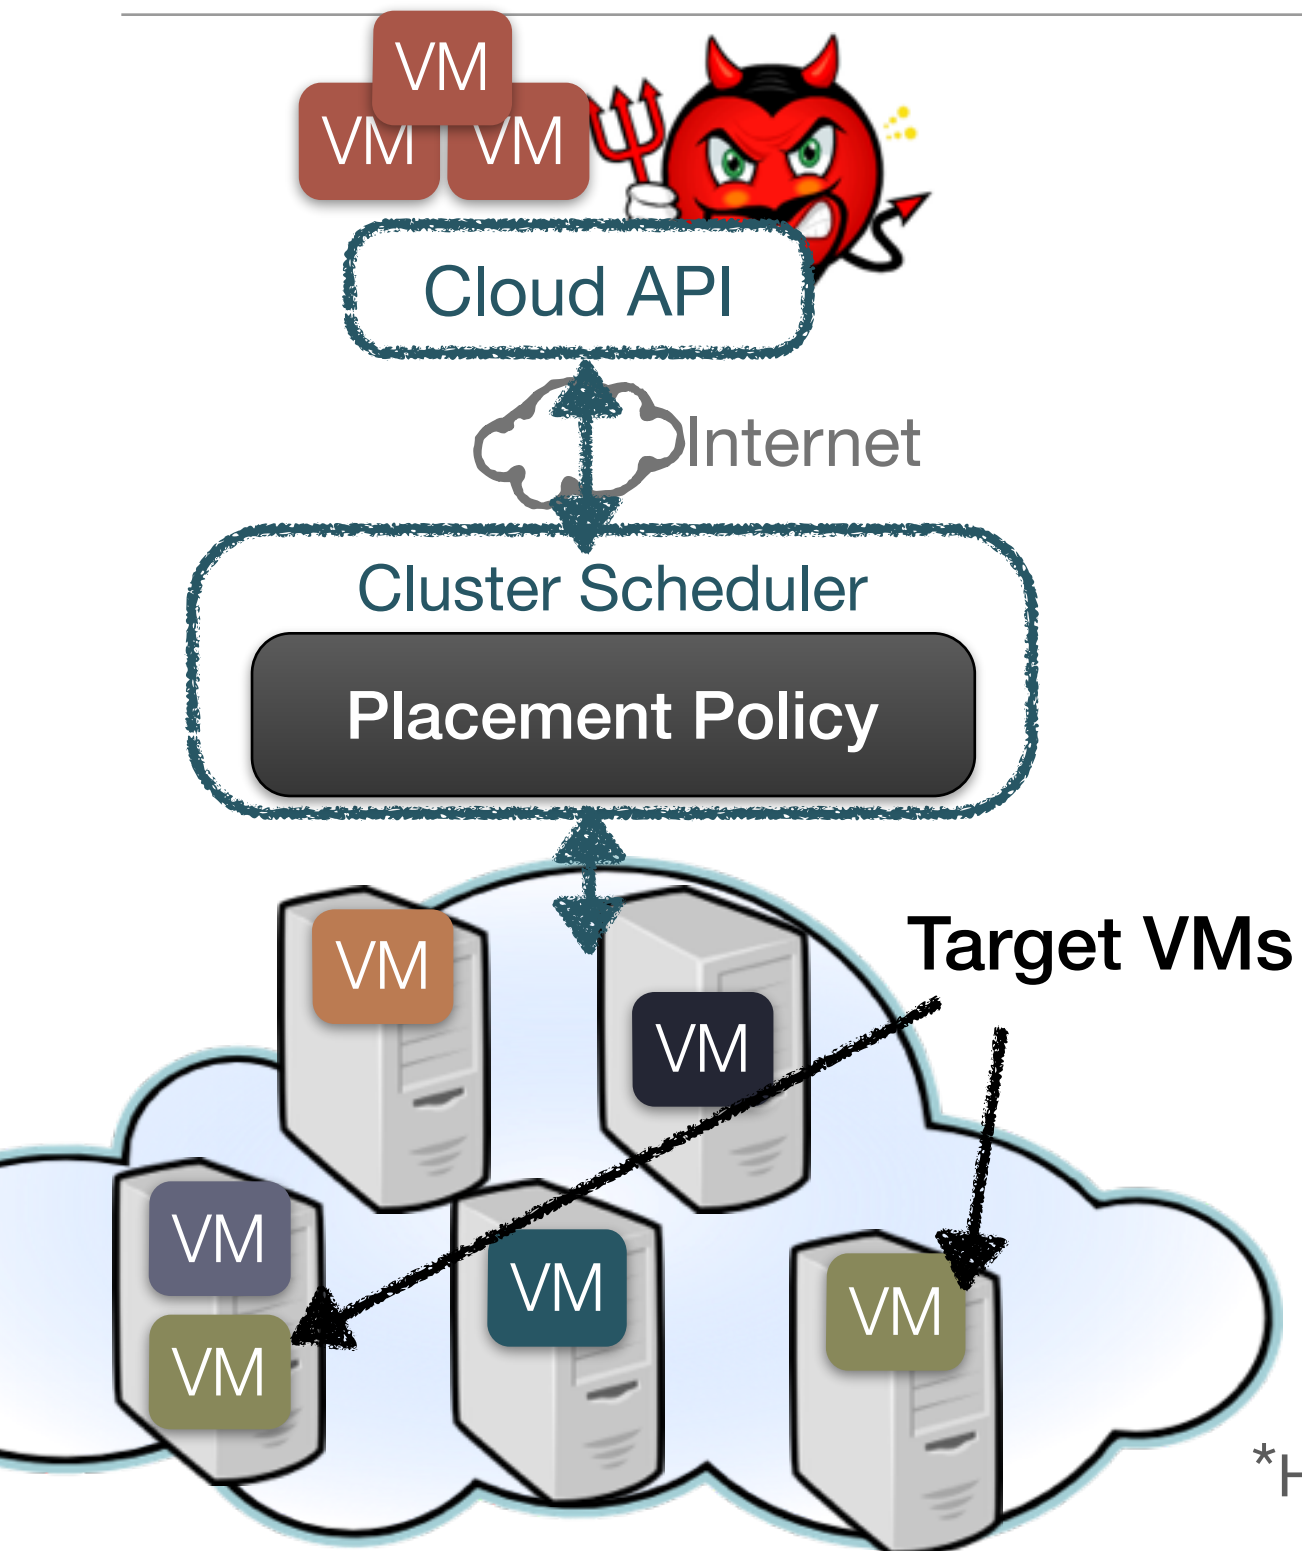 VM
VM VM
Cloud API
Internet
Cluster Scheduler
Placement Policy
VM
Target VMs
VM
VM
VM
VM
VM
*H